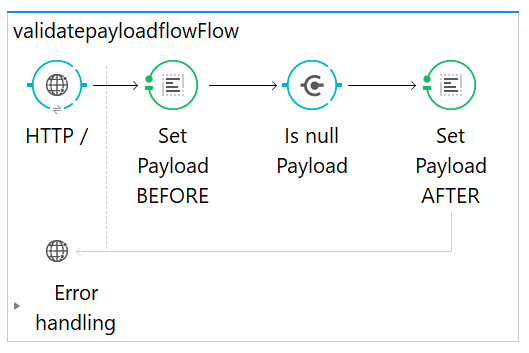 validatepayloadflowFlow
HTTP /
Set
Payload
BEFORE
Is null
Payload
Set
Payload
AFTER
Error
handling